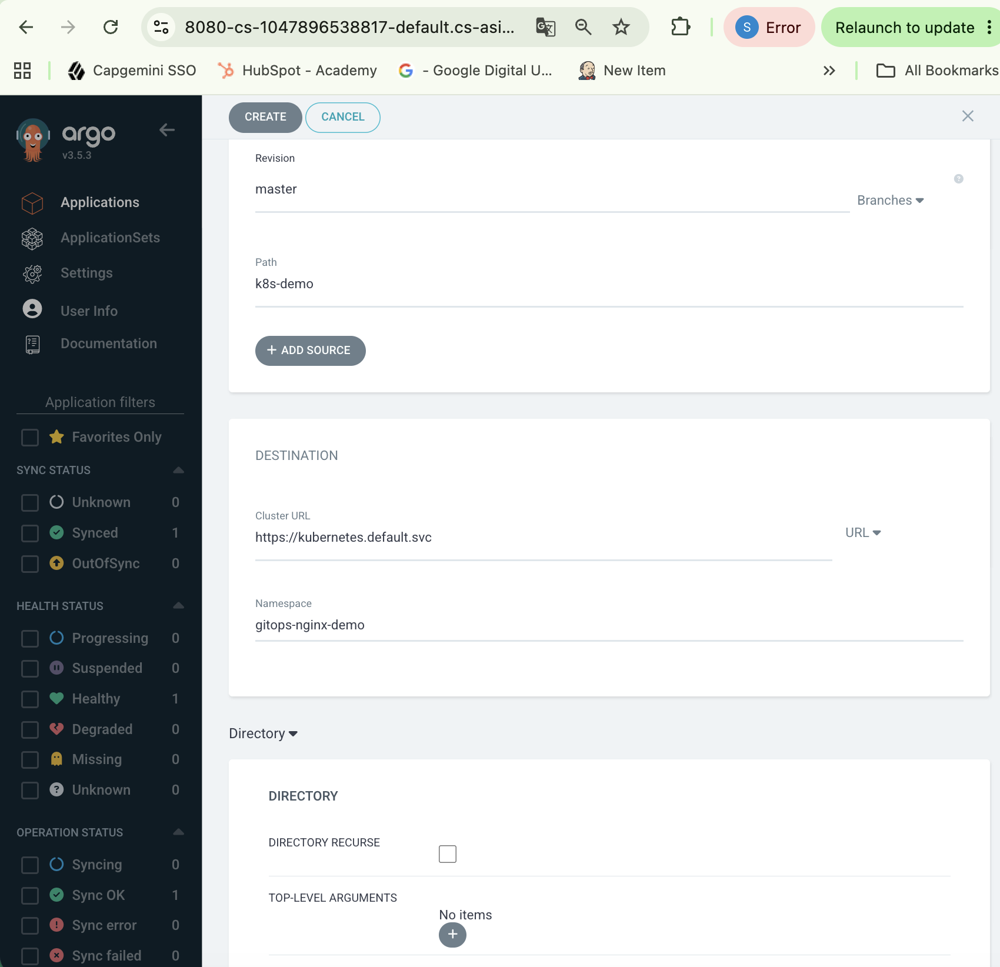 8080-cs-1047896538817-default.cs-asi...
S Error
Relaunch to update
Capgemini SSO
HubSpot - Academy
- Google Digital U...
New Item
All Bookmarks
argo
v3.5.3
Applications
ApplicationSets
Settings
User Info
Documentation
Application filters
Favorites Only
SYNC STATUS
Unknown 0
Synced 1
OutOfSync 0
HEALTH STATUS
Progressing 0
Suspended 0
Healthy 1
Degraded 0
Missing 0
Unknown 0
OPERATION STATUS
Syncing 0
Sync OK 1
Sync error 0
Sync failed 0
CREATE
CANCEL
Revision
master
Branches
Path
k8s-demo
+ ADD SOURCE
DESTINATION
Cluster URL
https://kubernetes.default.svc
URL
Namespace
gitops-nginx-demo
Directory
DIRECTORY
DIRECTORY RECURSE
TOP-LEVEL ARGUMENTS
No items
+